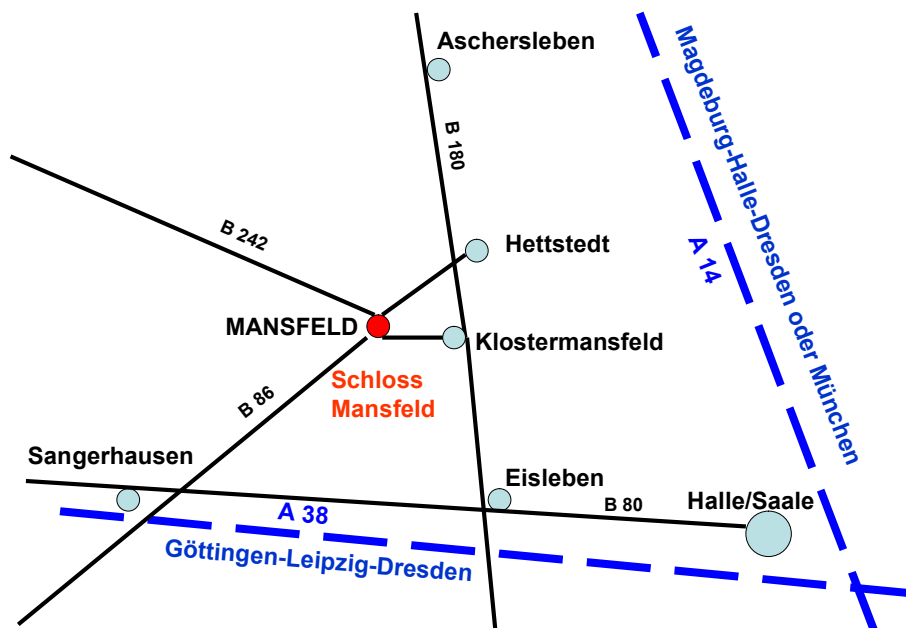 Aschersleben
Magdeburg-Halle-Dresden oder München
B 180
B 242
Hettstedt
A 14
MANSFELD
Klostermansfeld
Schloss
Mansfeld
B 86
Sangerhausen
Eisleben
Halle/Saale
B 80
A 38
Göttingen-Leipzig-Dresden